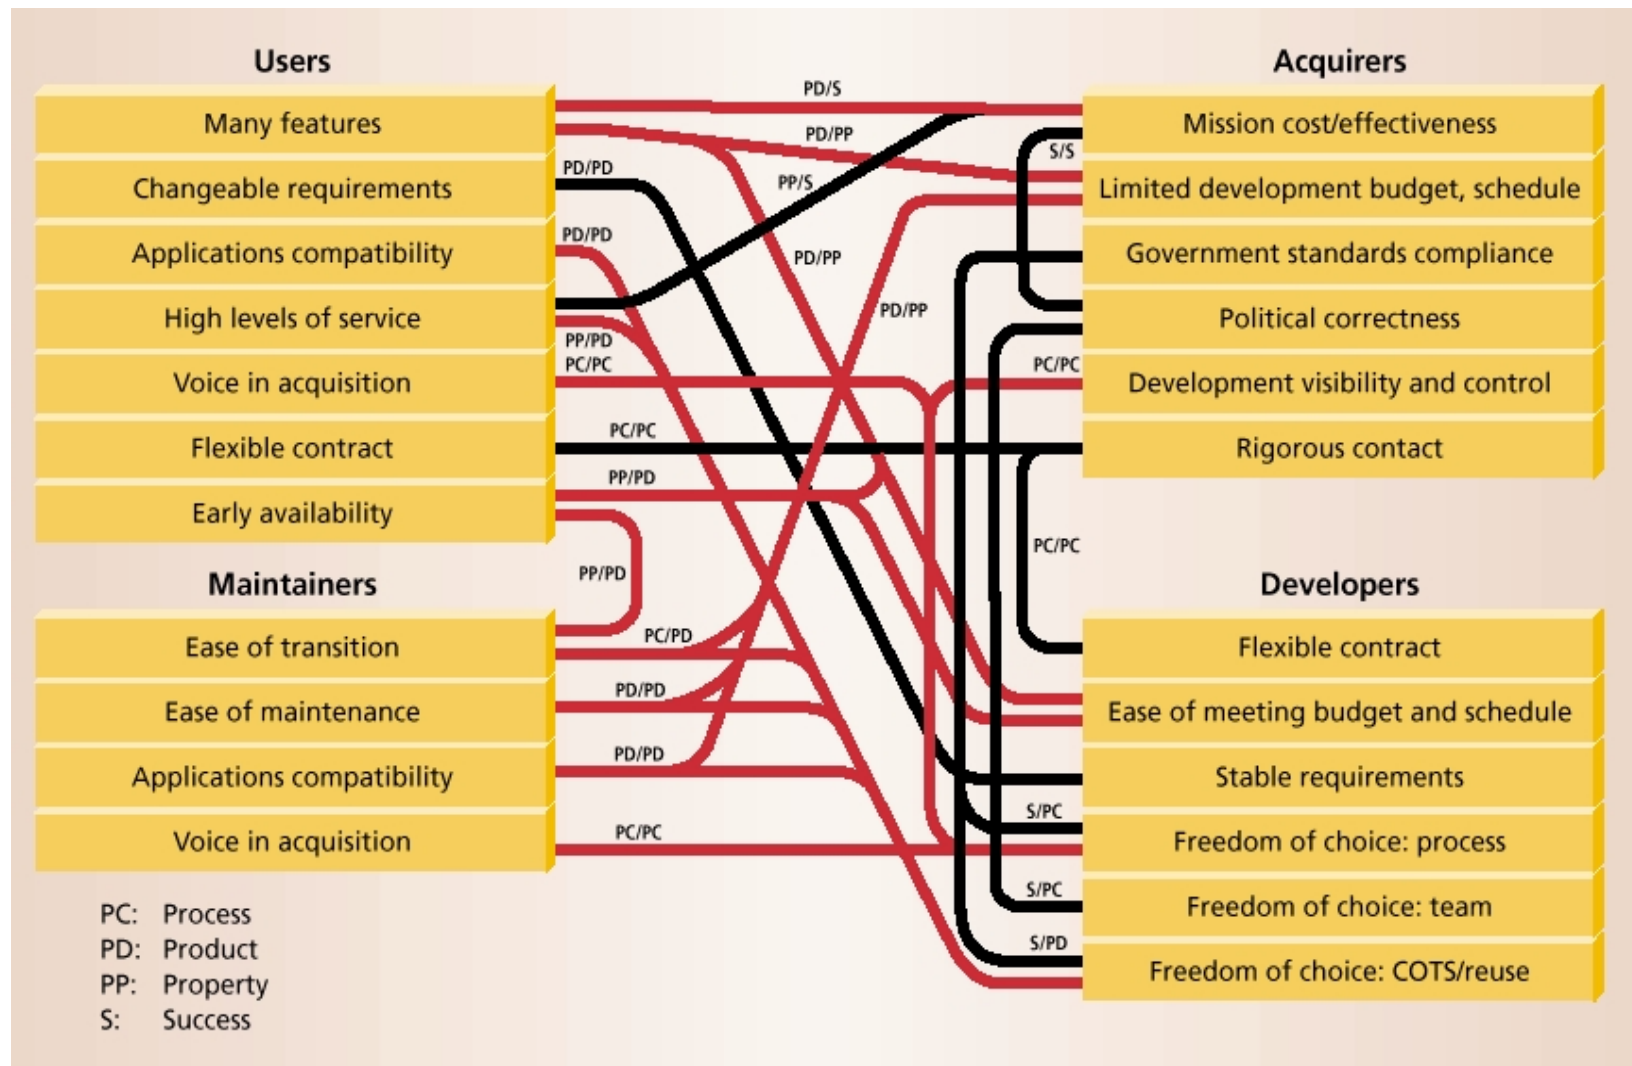 Users
Many features
Changeable requirements
Applications compatibility
High levels of service
Voice in acquisition
Flexible contract
Early availability
Maintainers
Ease of transition
Ease of maintenance
Applications compatibility
Voice in acquisition
PC: Process
PD: Product
PP: Property
S: Success
PD/S
PD/PP
PD/PD
PP/S
PD/PD
PD/PP
PD/PP
PP/PD
PC/PC
PC/PC
PP/PD
PP/PD
PC/PD
PD/PD
PD/PD
PC/PC
S/S
PC/PC
PC/PC
S/PC
S/PC
S/PD
Acquirers
Mission cost/effectiveness
Limited development budget, schedule
Government standards compliance
Political correctness
Development visibility and control
Rigorous contact
Developers
Flexible contract
Ease of meeting budget and schedule
Stable requirements
Freedom of choice: process
Freedom of choice: team
Freedom of choice: COTS/reuse